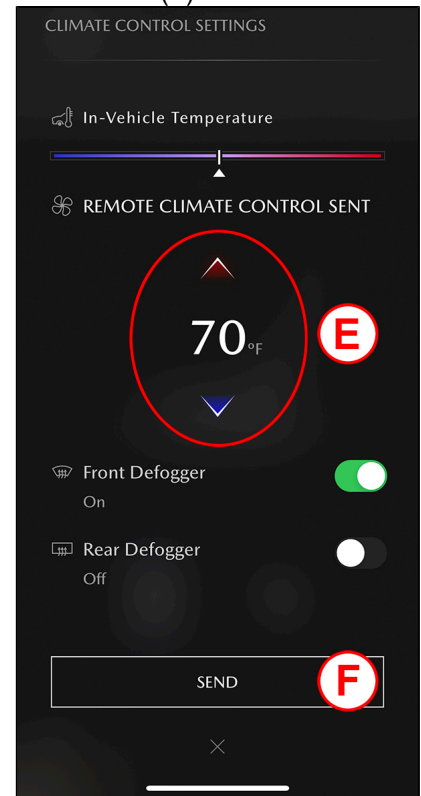 CLIMATE CONTROL SETTINGS
In-Vehicle Temperature
REMOTE CLIMATE CONTROL SENT
70°F
E
Front Defogger
On
Rear Defogger
Off
SEND
F